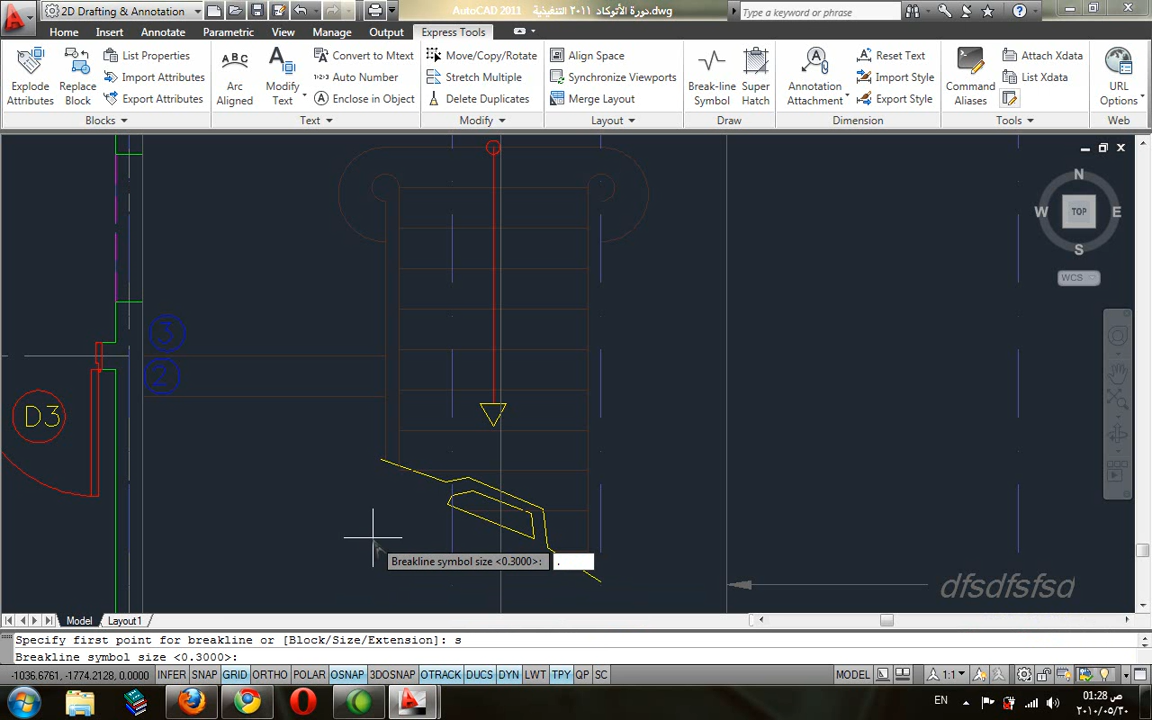 2D Drafting & Annotation
AutoCAD 2011 دورة الأتوكاد ٢٠١١ التنفيذية.dwg
Type a keyword or phrase
Home Insert Annotate Parametric View Manage Output Express Tools
Explode Attributes
Replace Block
List Properties
Import Attributes
Export Attributes
Blocks
Arc Aligned
Modify Text
Convert to Mtext
Auto Number
Enclose in Object
Text
Move/Copy/Rotate
Stretch Multiple
Delete Duplicates
Modify
Align Space
Synchronize Viewports
Merge Layout
Layout
Break-line Symbol
Super Hatch
Draw
Annotation Attachment
Reset Text
Import Style
Export Style
Dimension
Command Aliases
Attach Xdata
List Xdata
Tools
URL Options
Web
N
W TOP E
S
WCS
3
2
D3
Breakline symbol size <0.3000>: .
dfsdfsfsd
Model Layout1
Specify first point for breakline or [Block/Size/Extension]: s
Breakline symbol size <0.3000>:
-1036.6761, -1774.2128, 0.0000 INFER SNAP GRID ORTHO POLAR OSNAP 3DOSNAP OTRACK DUCS DYN LWT TPY QP SC MODEL 1:1
EN
01:28 ص
٢٠١٠/٠٥/٣٠